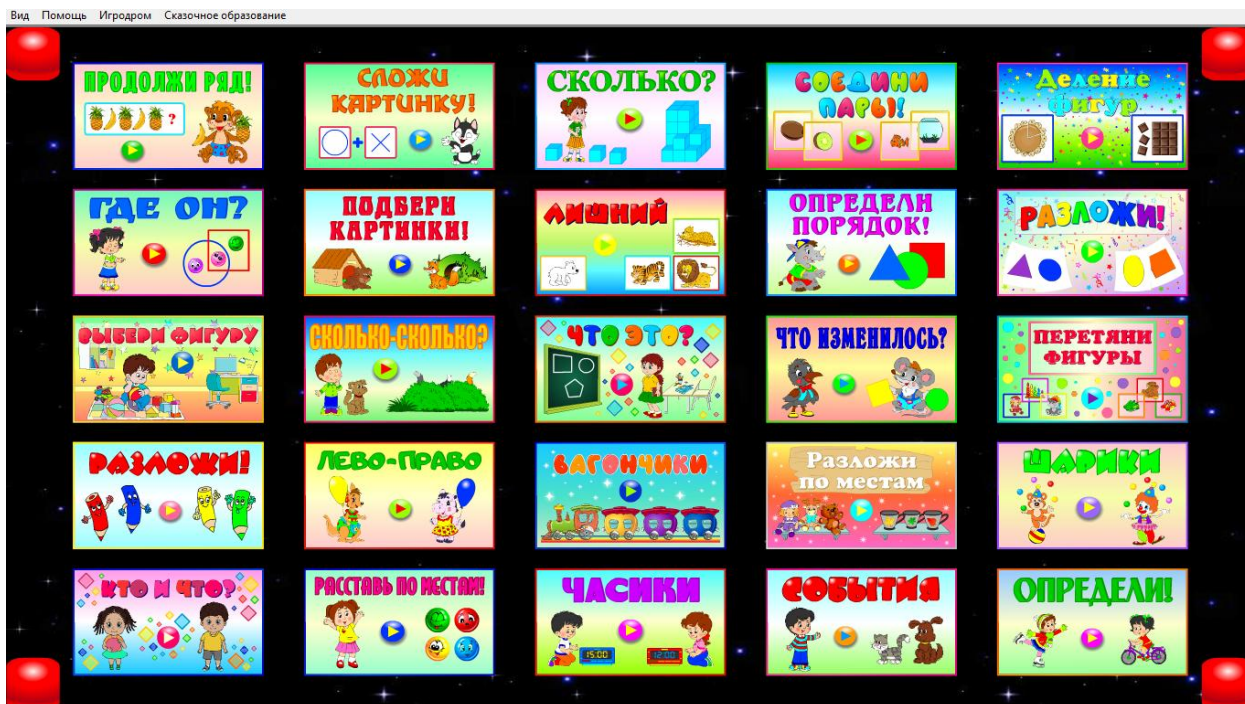 Вид Помощь Игродром Сказочное образование
ПРОДОЛЖИ РЯД!
?
СЛОЖИ
КАРТИНКУ!
+
СКОЛЬКО?
СОЕДИНИ
ПАРЫ!
Деление
фигур
ГДЕ ОН?
ПОДБЕРИ
КАРТИНКИ!
ЛИШНИЙ
ОПРЕДЕЛИ
ПОРЯДОК!
РАЗЛОЖИ!
ВЫБЕРИ ФИГУРУ
СКОЛЬКО-СКОЛЬКО?
ЧТО ЭТО?
ЧТО ИЗМЕНИЛОСЬ?
ПЕРЕТЯНИ
ФИГУРЫ
РАЗЛОЖИ!
ЛЕВО-ПРАВО
ВАГОНЧИКИ
Разложи
по местам
ШАРИКИ
КТО И ЧТО?
РАССТАВЬ ПО МЕСТАМ!
ЧАСИКИ
15:00
12:00
СОБЫТИЯ
ОПРЕДЕЛИ!